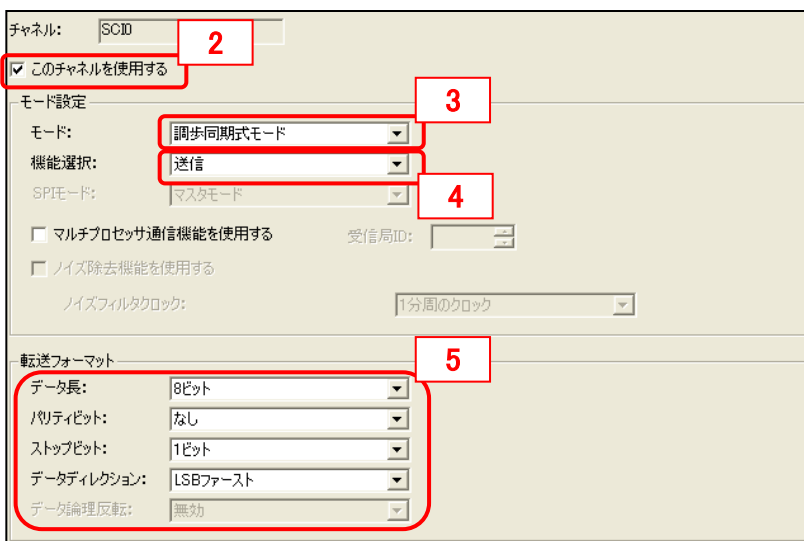 チャネル: SCI0
2
このチャネルを使用する
モード設定
3
モード: 調歩同期式モード
機能選択: 送信
SPIモード: マスタモード
4
マルチプロセッサ通信機能を使用する 受信局ID:
ノイズ除去機能を使用する
ノイズフィルタクロック: 1分周のクロック
転送フォーマット
5
データ長: 8ビット
パリティビット: なし
ストップビット: 1ビット
データディレクション: LSBファースト
データ論理反転: 無効